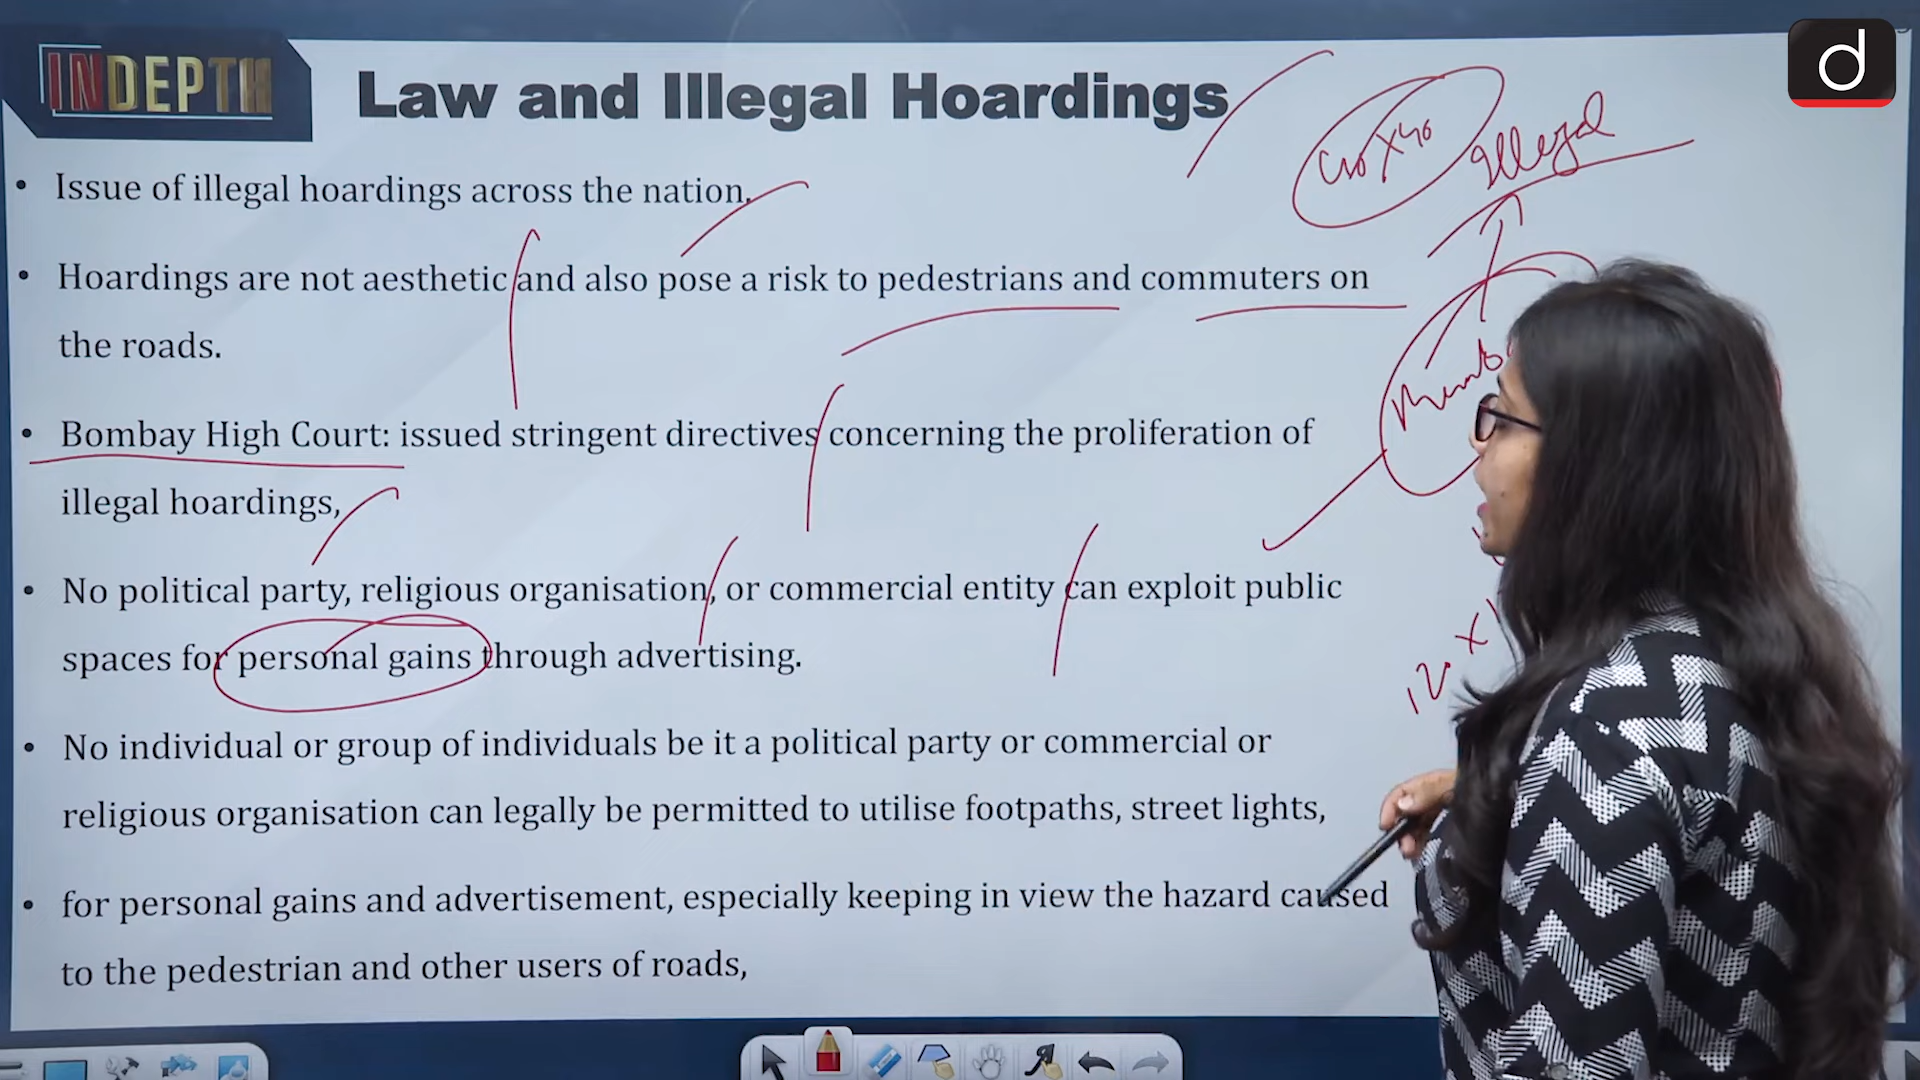 INDEPTH
Law and Illegal Hoardings
d
40 X 40
Illegal
• Issue of illegal hoardings across the nation.
• Hoardings are not aesthetic and also pose a risk to pedestrians and commuters on
the roads.
• Bombay High Court: issued stringent directives concerning the proliferation of
illegal hoardings,
• No political party, religious organisation, or commercial entity can exploit public
spaces for personal gains through advertising.
120 X
• No individual or group of individuals be it a political party or commercial or
religious organisation can legally be permitted to utilise footpaths, street lights,
• for personal gains and advertisement, especially keeping in view the hazard caused
to the pedestrian and other users of roads,